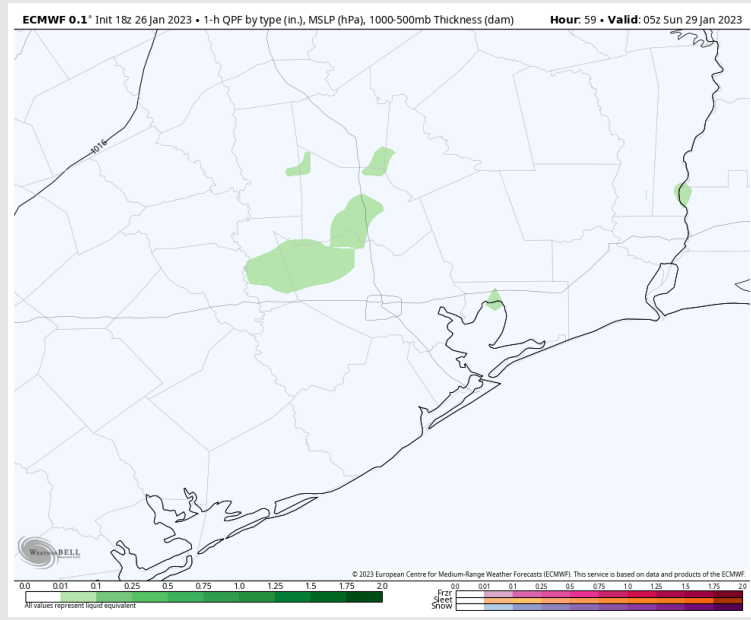 ECMWF 0.1° Init 18z 26 Jan 2023 • 1-h QPF by type (in.), MSLP (hPa), 1000-500mb Thickness (dam)
Hour: 59 • Valid: 05z Sun 29 Jan 2023
1016
WeatherBELL
© 2023 European Centre for Medium-Range Weather Forecasts (ECMWF). This service is based on data and products of the ECMWF.
0.0 0.01 0.1 0.25 0.5 0.75 1.0 1.25 1.5 1.75 2.0
All values represent liquid equivalent
0.0 0.01 0.1 0.25 0.5 0.75 1.0 1.25 1.5 1.75 2.0
Frzr
Sleet
Snow